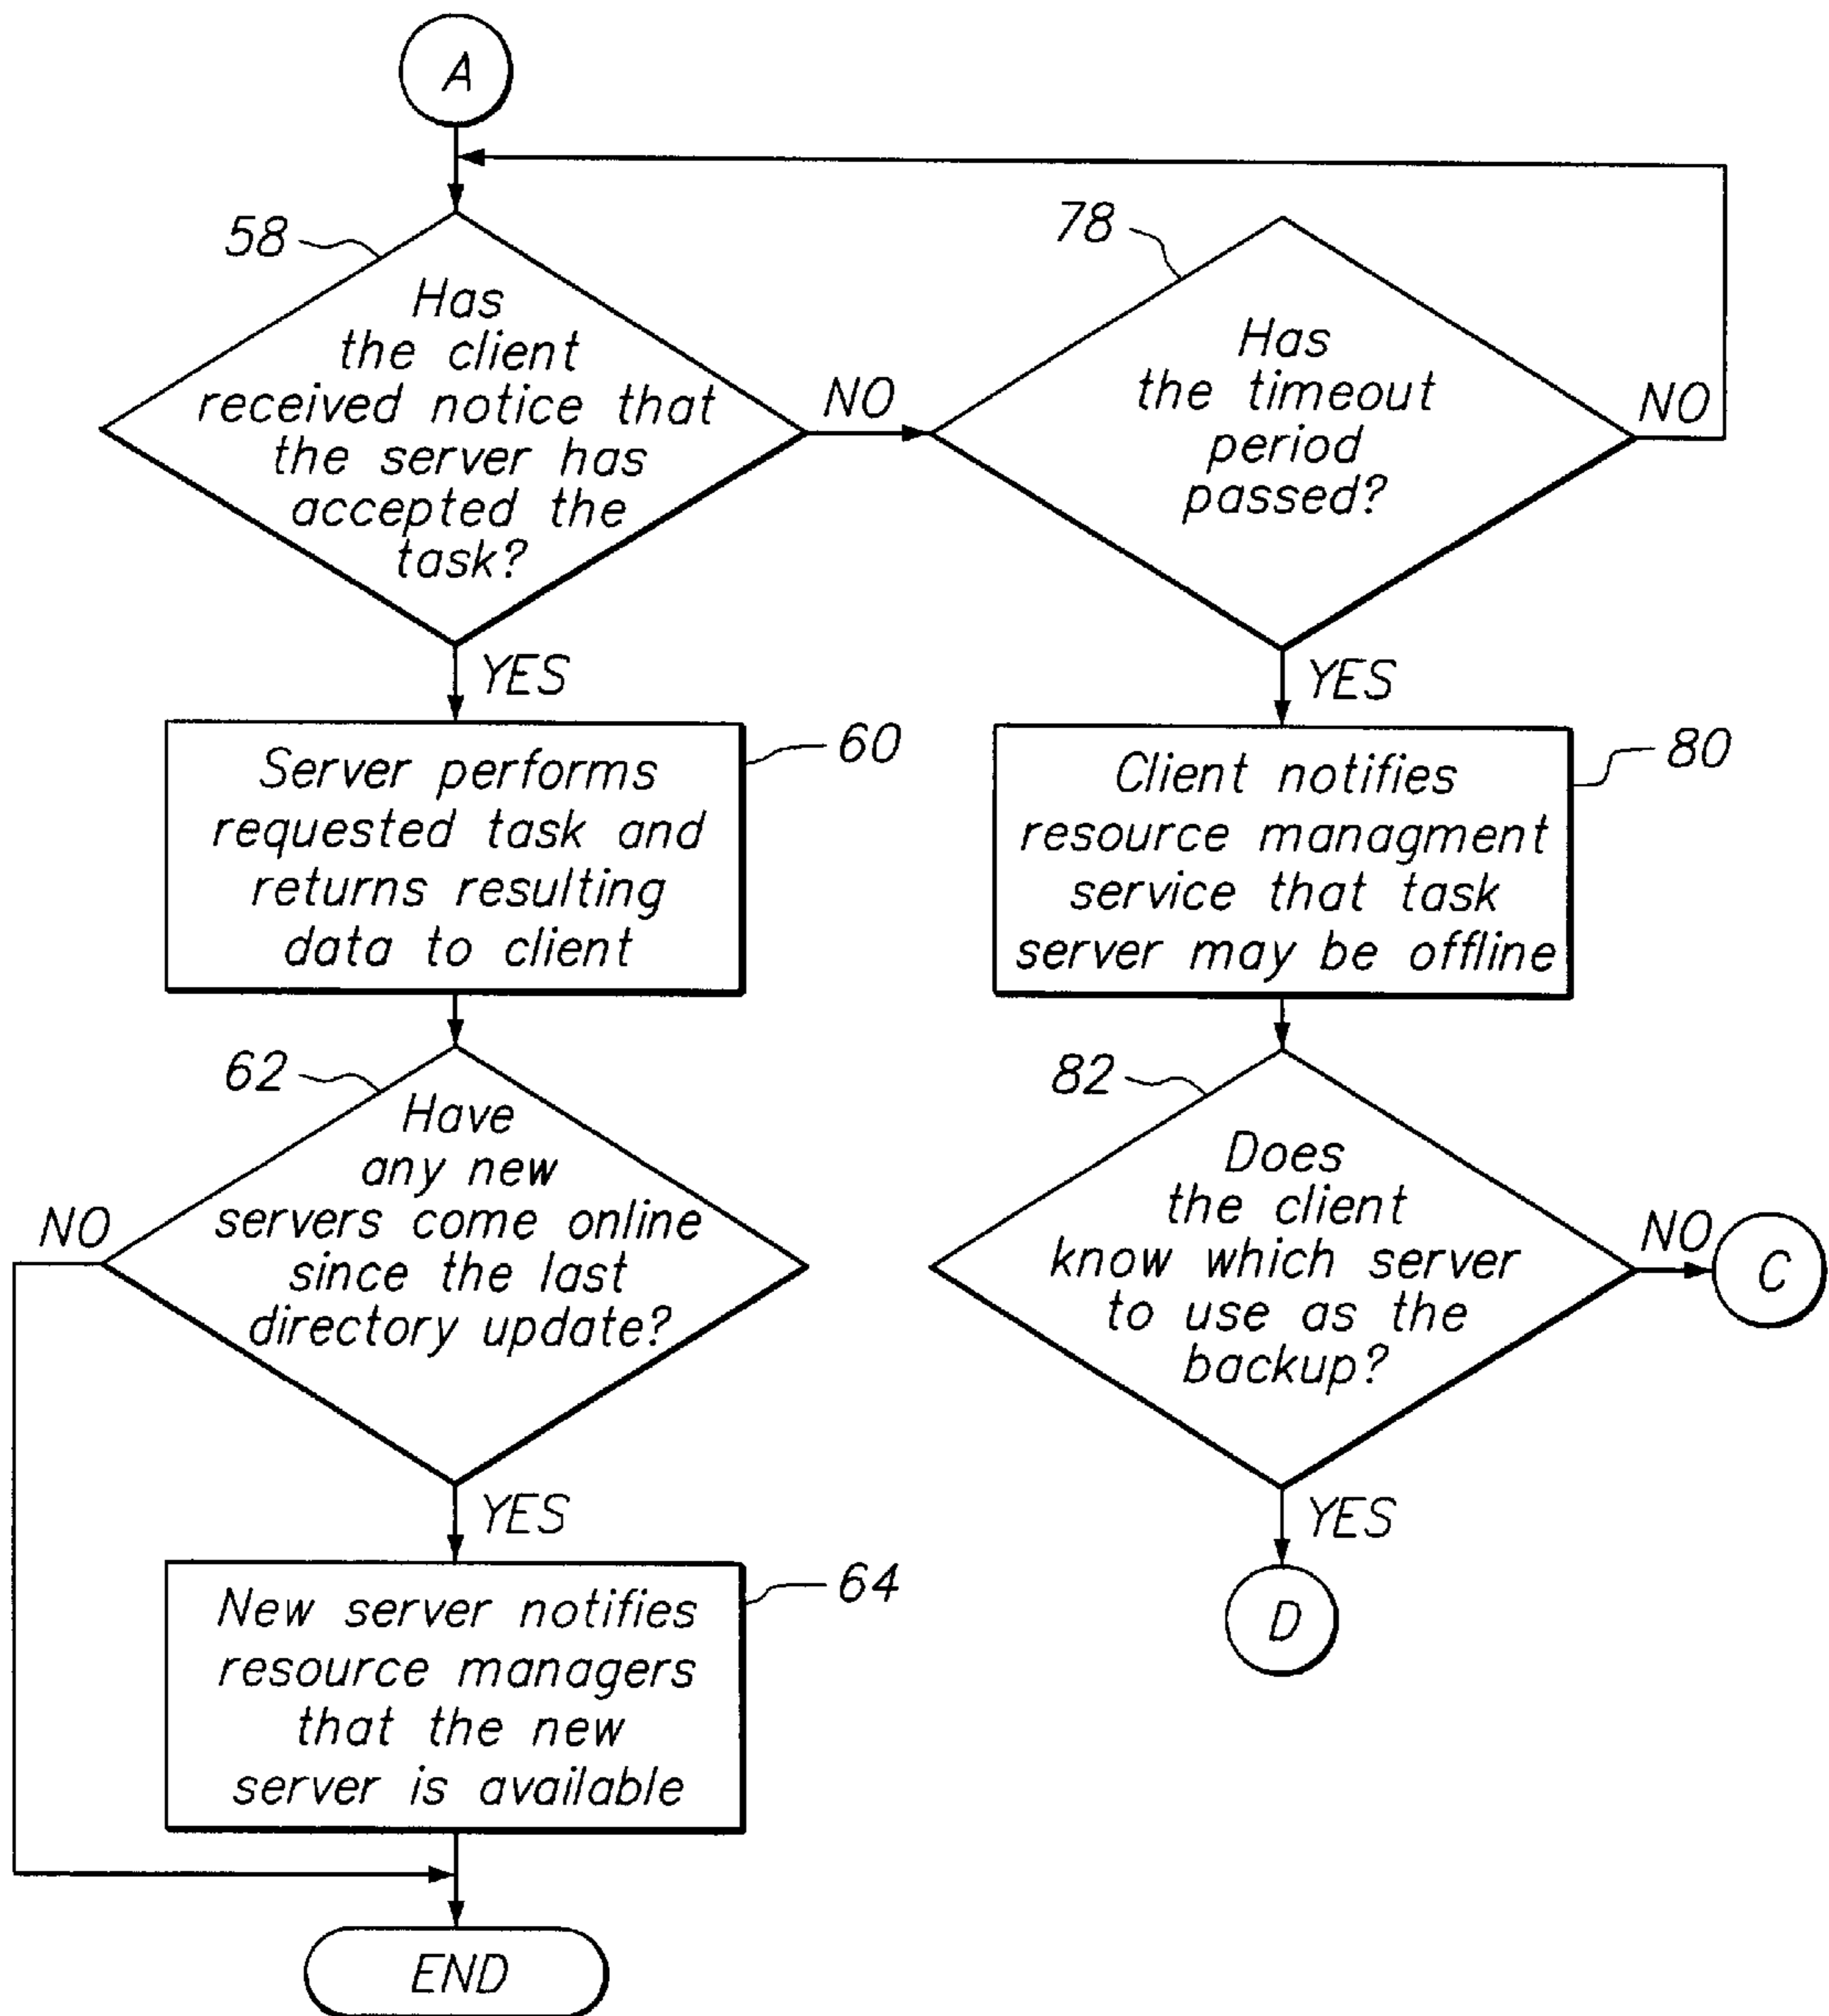 A
58
Has
the client
received notice that
the server has
accepted the
task?
NO
78
Has
the timeout
period
passed?
NO
YES
YES
Server performs
requested task and
returns resulting
data to client
60
Client notifies
resource managment
service that task
server may be offline
80
62
Have
any new
servers come online
since the last
directory update?
NO
82
Does
the client
know which server
to use as the
backup?
NO
C
YES
YES
D
New server notifies
resource managers
that the new
server is available
64
END